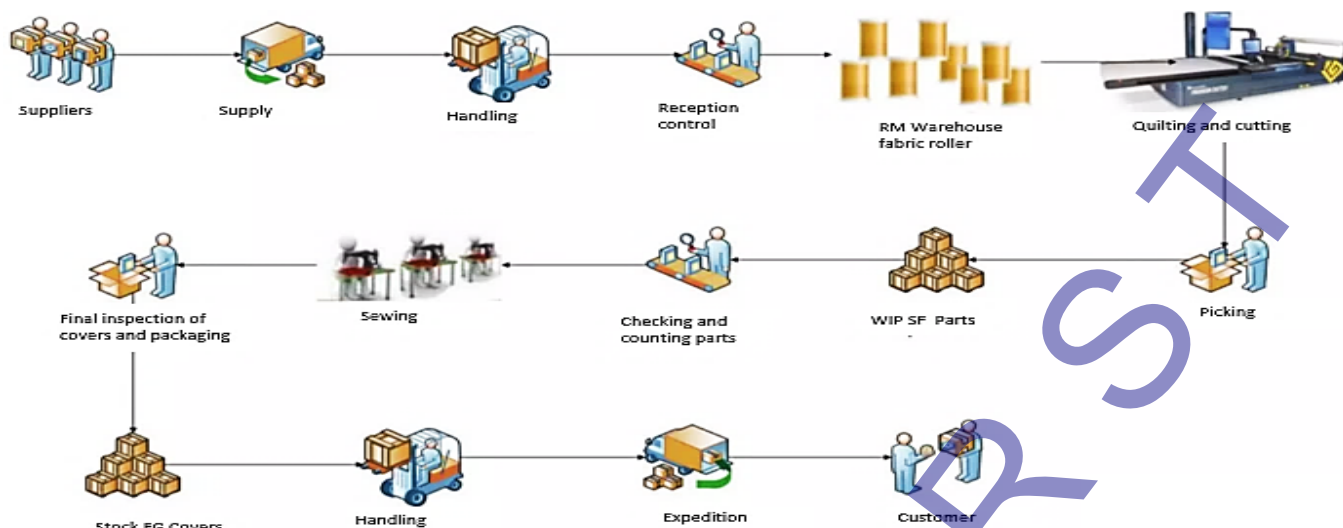 Suppliers
Supply
Handling
Reception
control
RM Warehouse
fabric roller
Quilting and cutting
Final inspection of
covers and packaging
Sewing
Checking and
counting parts
WIP SF Parts
Picking
Stock FG Covers
Handling
Expedition
Customer
R S T